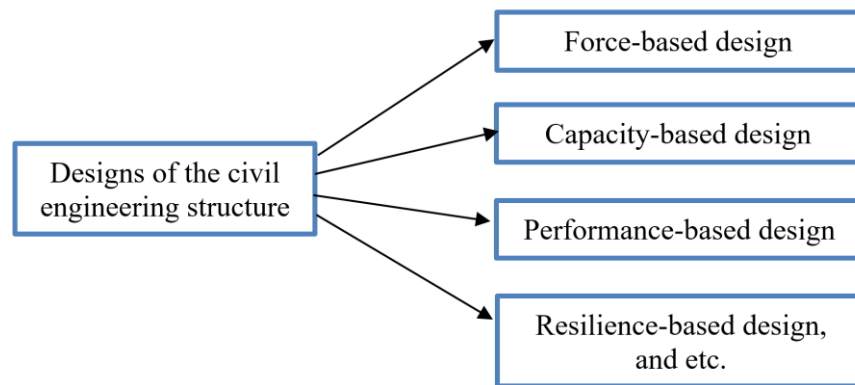 Force-based design
Capacity-based design
Designs of the civil
engineering structure
Performance-based design
Resilience-based design,
and etc.